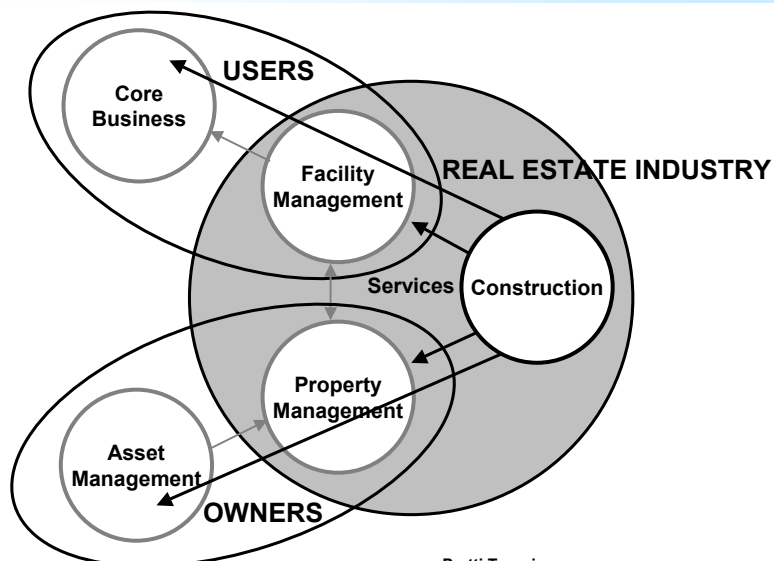 USERS
Core
Business
REAL ESTATE INDUSTRY
Facility
Management
Services
Construction
Property
Management
Asset
Management
OWNERS